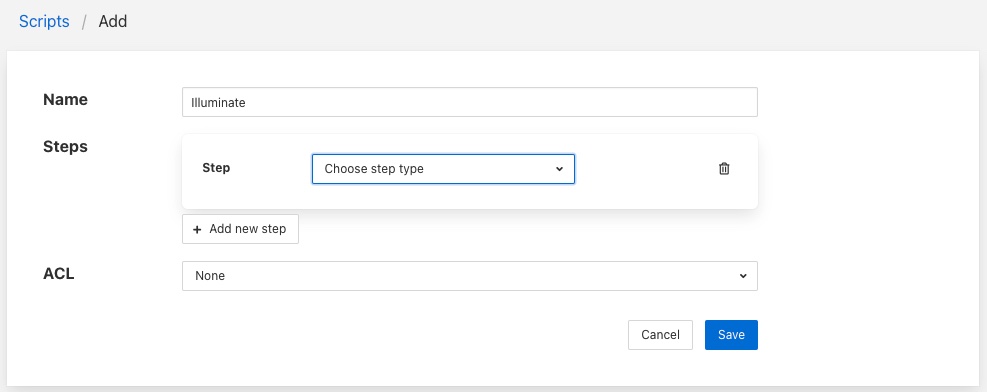 Scripts / Add
Name
Illuminate
Steps
Step
Choose step type
+ Add new step
ACL
None
Cancel
Save